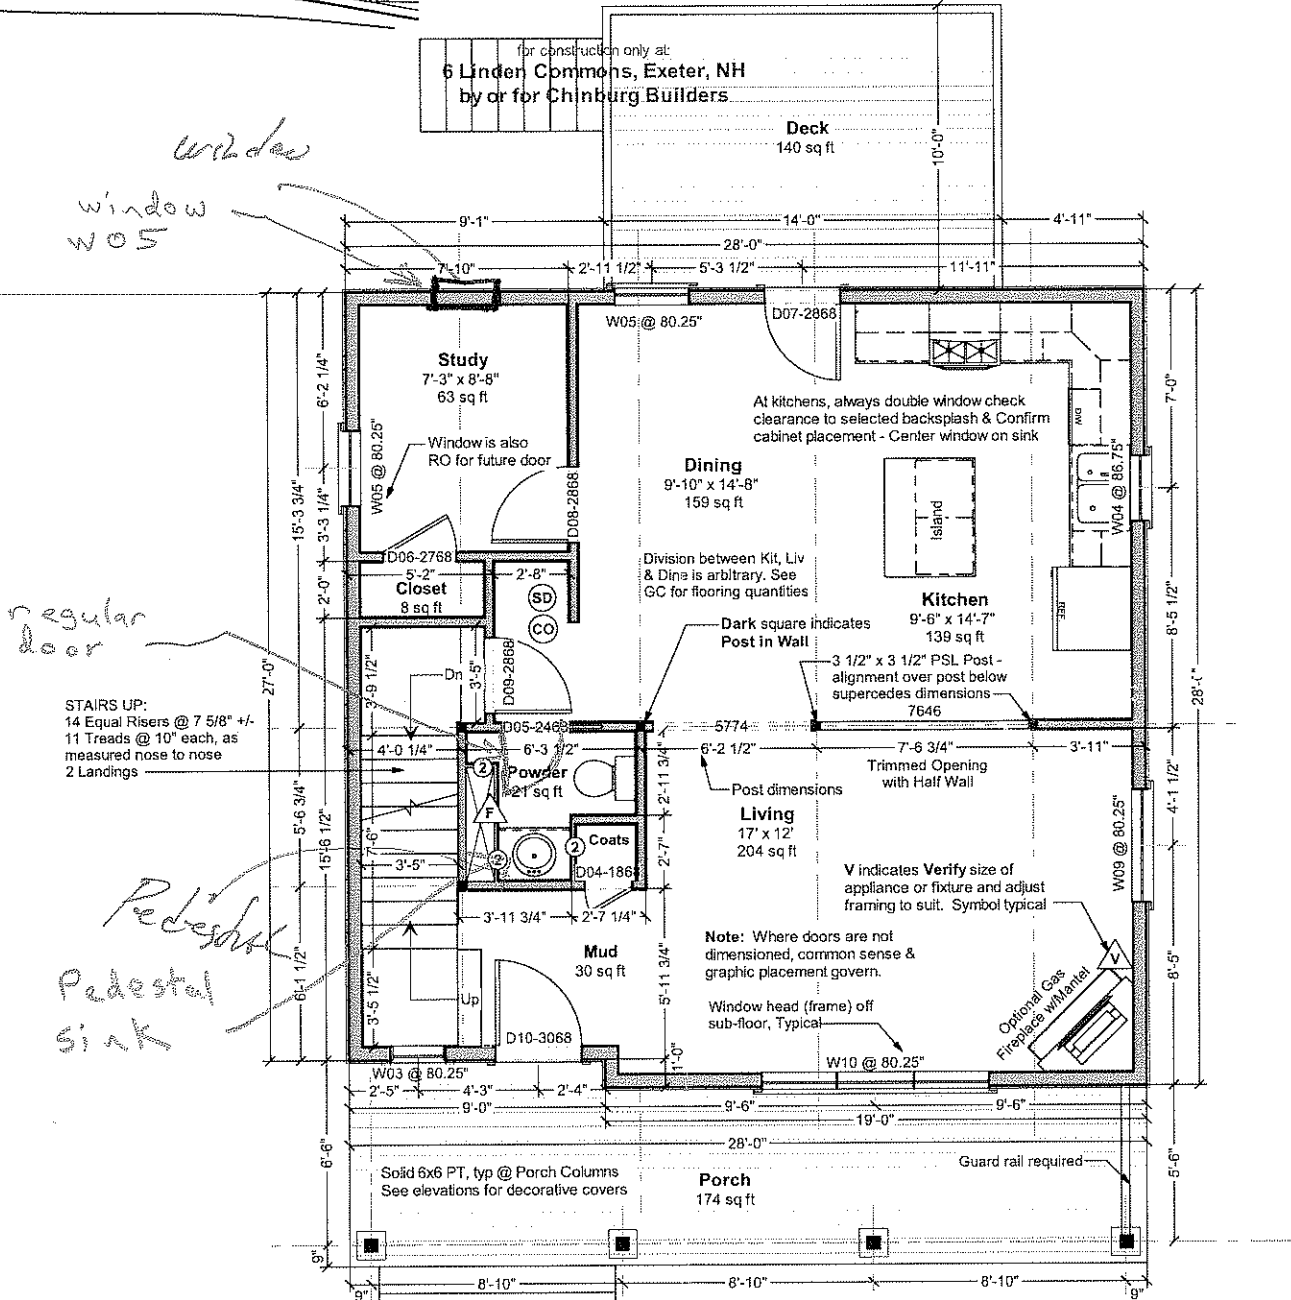 for construction only at:
6 Linden Commons, Exeter, NH
by or for Chinburg Builders
Deck
140 sq ft
10'-0"
window
window
W05
9'-1"
14'-0"
4'-11"
28'-0"
7'-10"
2'-11 1/2"
5'-3 1/2"
11'-11"
W05 @ 80.25"
D07-2868
Study
7'-3" x 8'-8"
63 sq ft
Window is also
RO for future door
W05 @ 80.25"
6'-2 1/4"
3'-3 1/4"
2'-0"
15'-3 3/4"
27'-0"
At kitchens, always double window check
clearance to selected backsplash & Confirm
cabinet placement - Center window on sink
DW
7'-0"
Dining
9'-10" x 14'-8"
159 sq ft
D08-2868
Island
W04 @ 86.75"
D06-2768
5'-2"
2'-8"
Closet
8 sq ft
SD
CO
Division between Kit, Liv
& Dine is arbitrary. See
GC for flooring quantities
Kitchen
9'-6" x 14'-7"
139 sq ft
REF.
8'-5 1/2"
28'-0"
regular
door
Dark square indicates
Post in Wall
3 1/2" x 3 1/2" PSL Post -
alignment over post below
supercedes dimensions
7646
3'-9 1/2"
Dn
3'-5"
D09-2868
STAIRS UP:
14 Equal Risers @ 7 5/8" +/-
11 Treads @ 10" each, as
measured nose to nose
2 Landings
D05-2468
5774
4'-0 1/4"
6'-3 1/2"
6'-2 1/2"
7'-6 3/4"
3'-11"
Trimmed Opening
with Half Wall
Powder
21 sq ft
2
F
2'-11 3/4"
Post dimensions
4'-1 1/2"
5'-6 3/4"
15'-6 1/2"
7'-6"
Living
17' x 12'
204 sq ft
Coats
2
D04-1868
2
2'-7"
3'-5"
W09 @ 80.25"
V indicates Verify size of
appliance or fixture and adjust
framing to suit. Symbol typical
3'-11 3/4"
2'-7 1/4"
Pedestal
Pedestal
sink
Mud
30 sq ft
5'-11 3/4"
Note: Where doors are not
dimensioned, common sense &
graphic placement govern.
V
8'-5"
6'-1 1/2"
3'-5 1/2"
Up
Window head (frame) off
sub-floor, Typical
Optional Gas
Fireplace w/Mantel
D10-3068
W10 @ 80.25"
1'-0"
W03 @ 80.25"
2'-5"
4'-3"
2'-4"
9'-0"
9'-6"
9'-6"
19'-0"
28'-0"
6'-6"
5'-6"
Solid 6x6 PT, typ @ Porch Columns
See elevations for decorative covers
Porch
174 sq ft
Guard rail required
9"
8'-10"
8'-10"
8'-10"
9"
9"